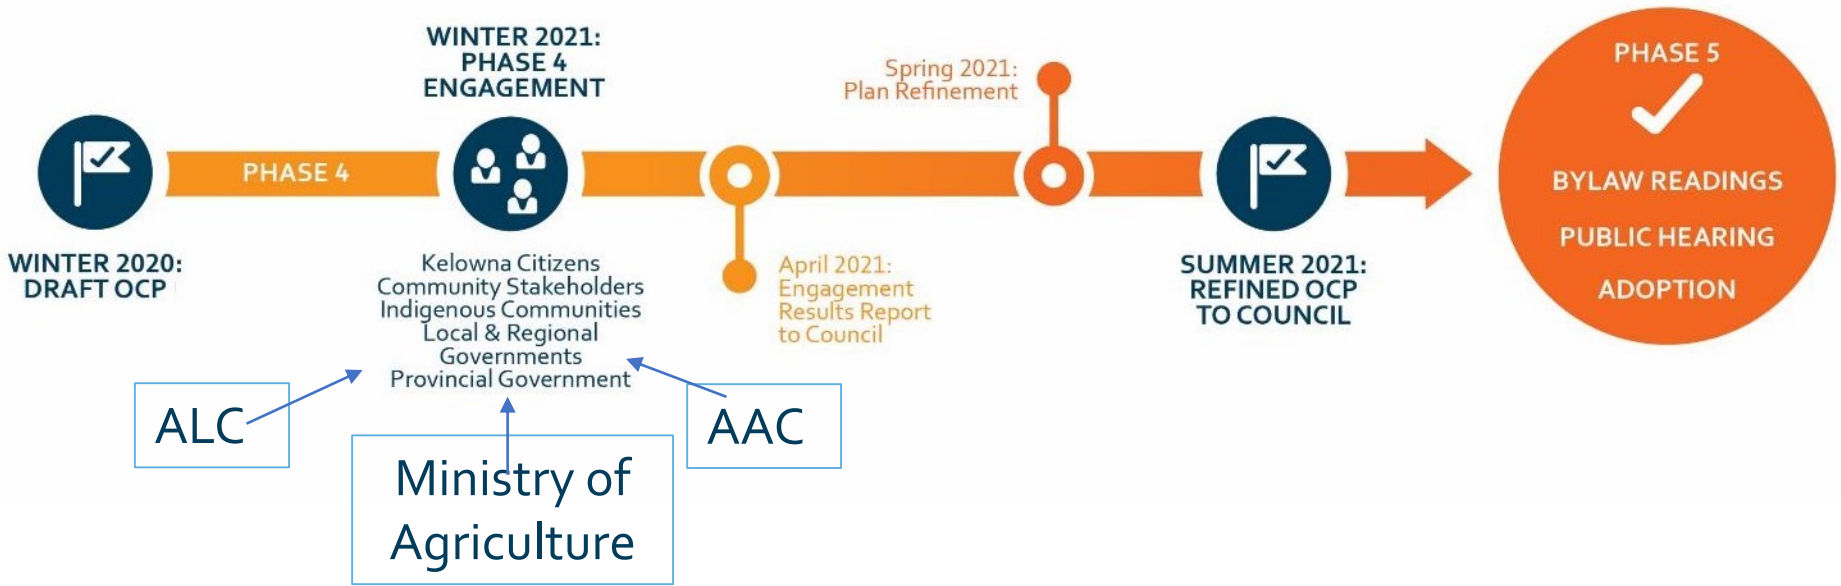 WINTER 2020:
DRAFT OCP
PHASE 4
WINTER 2021:
PHASE 4
ENGAGEMENT
Kelowna Citizens
Community Stakeholders
Indigenous Communities
Local & Regional
Governments
Provincial Government
ALC
Ministry of
Agriculture
AAC
April 2021:
Engagement
Results Report
to Council
Spring 2021:
Plan Refinement
SUMMER 2021:
REFINED OCP
TO COUNCIL
PHASE 5
BYLAW READINGS
PUBLIC HEARING
ADOPTION